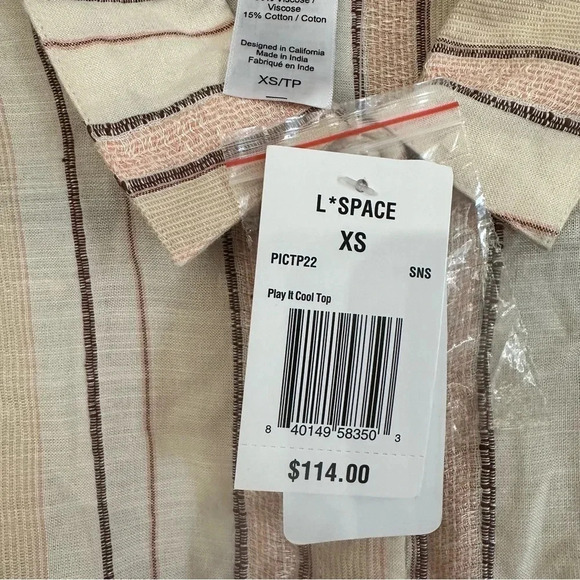 Viscose /
Viscose
15% Cotton / Coton
Designed in California
Made in India
Fabriqué en Inde
XS/TP
L*SPACE
XS
PICTP22 SNS
Play It Cool Top
8 40149 58350 3
$114.00